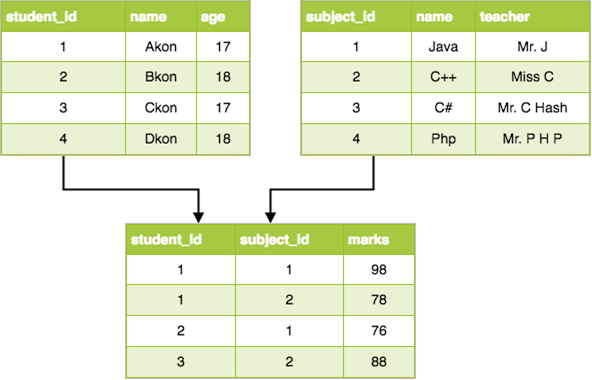 student_id name age
1 Akon 17
2 Bkon 18
3 Ckon 17
4 Dkon 18
subject_id name teacher
1 Java Mr. J
2 C++ Miss C
3 C# Mr. C Hash
4 Php Mr. P H P
student_id subject_id marks
1 1 98
1 2 78
2 1 76
3 2 88